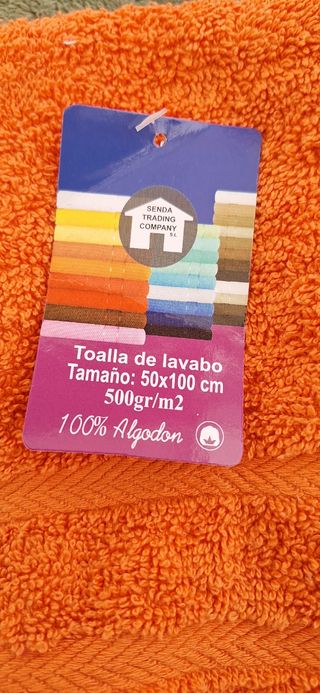 SENDA
TRADING
COMPANY
S.L.
Toalla de lavabo
Tamaño: 50x100 cm
500gr/m2
100% Algodon